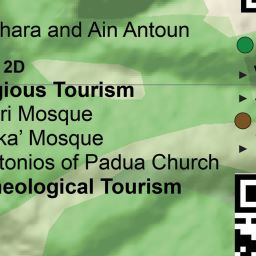 hara and Ain Antoun
2D
gious Tourism
ri Mosque
ka’ Mosque
tonios of Padua Church
heological Tourism